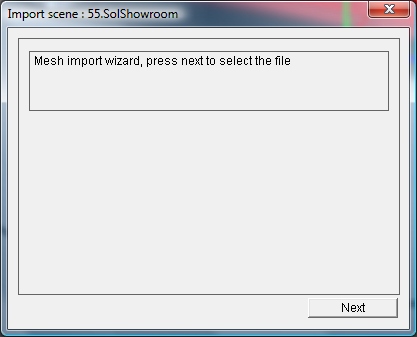 Import scene : 55.SolShowroom
Mesh import wizard, press next to select the file
Next